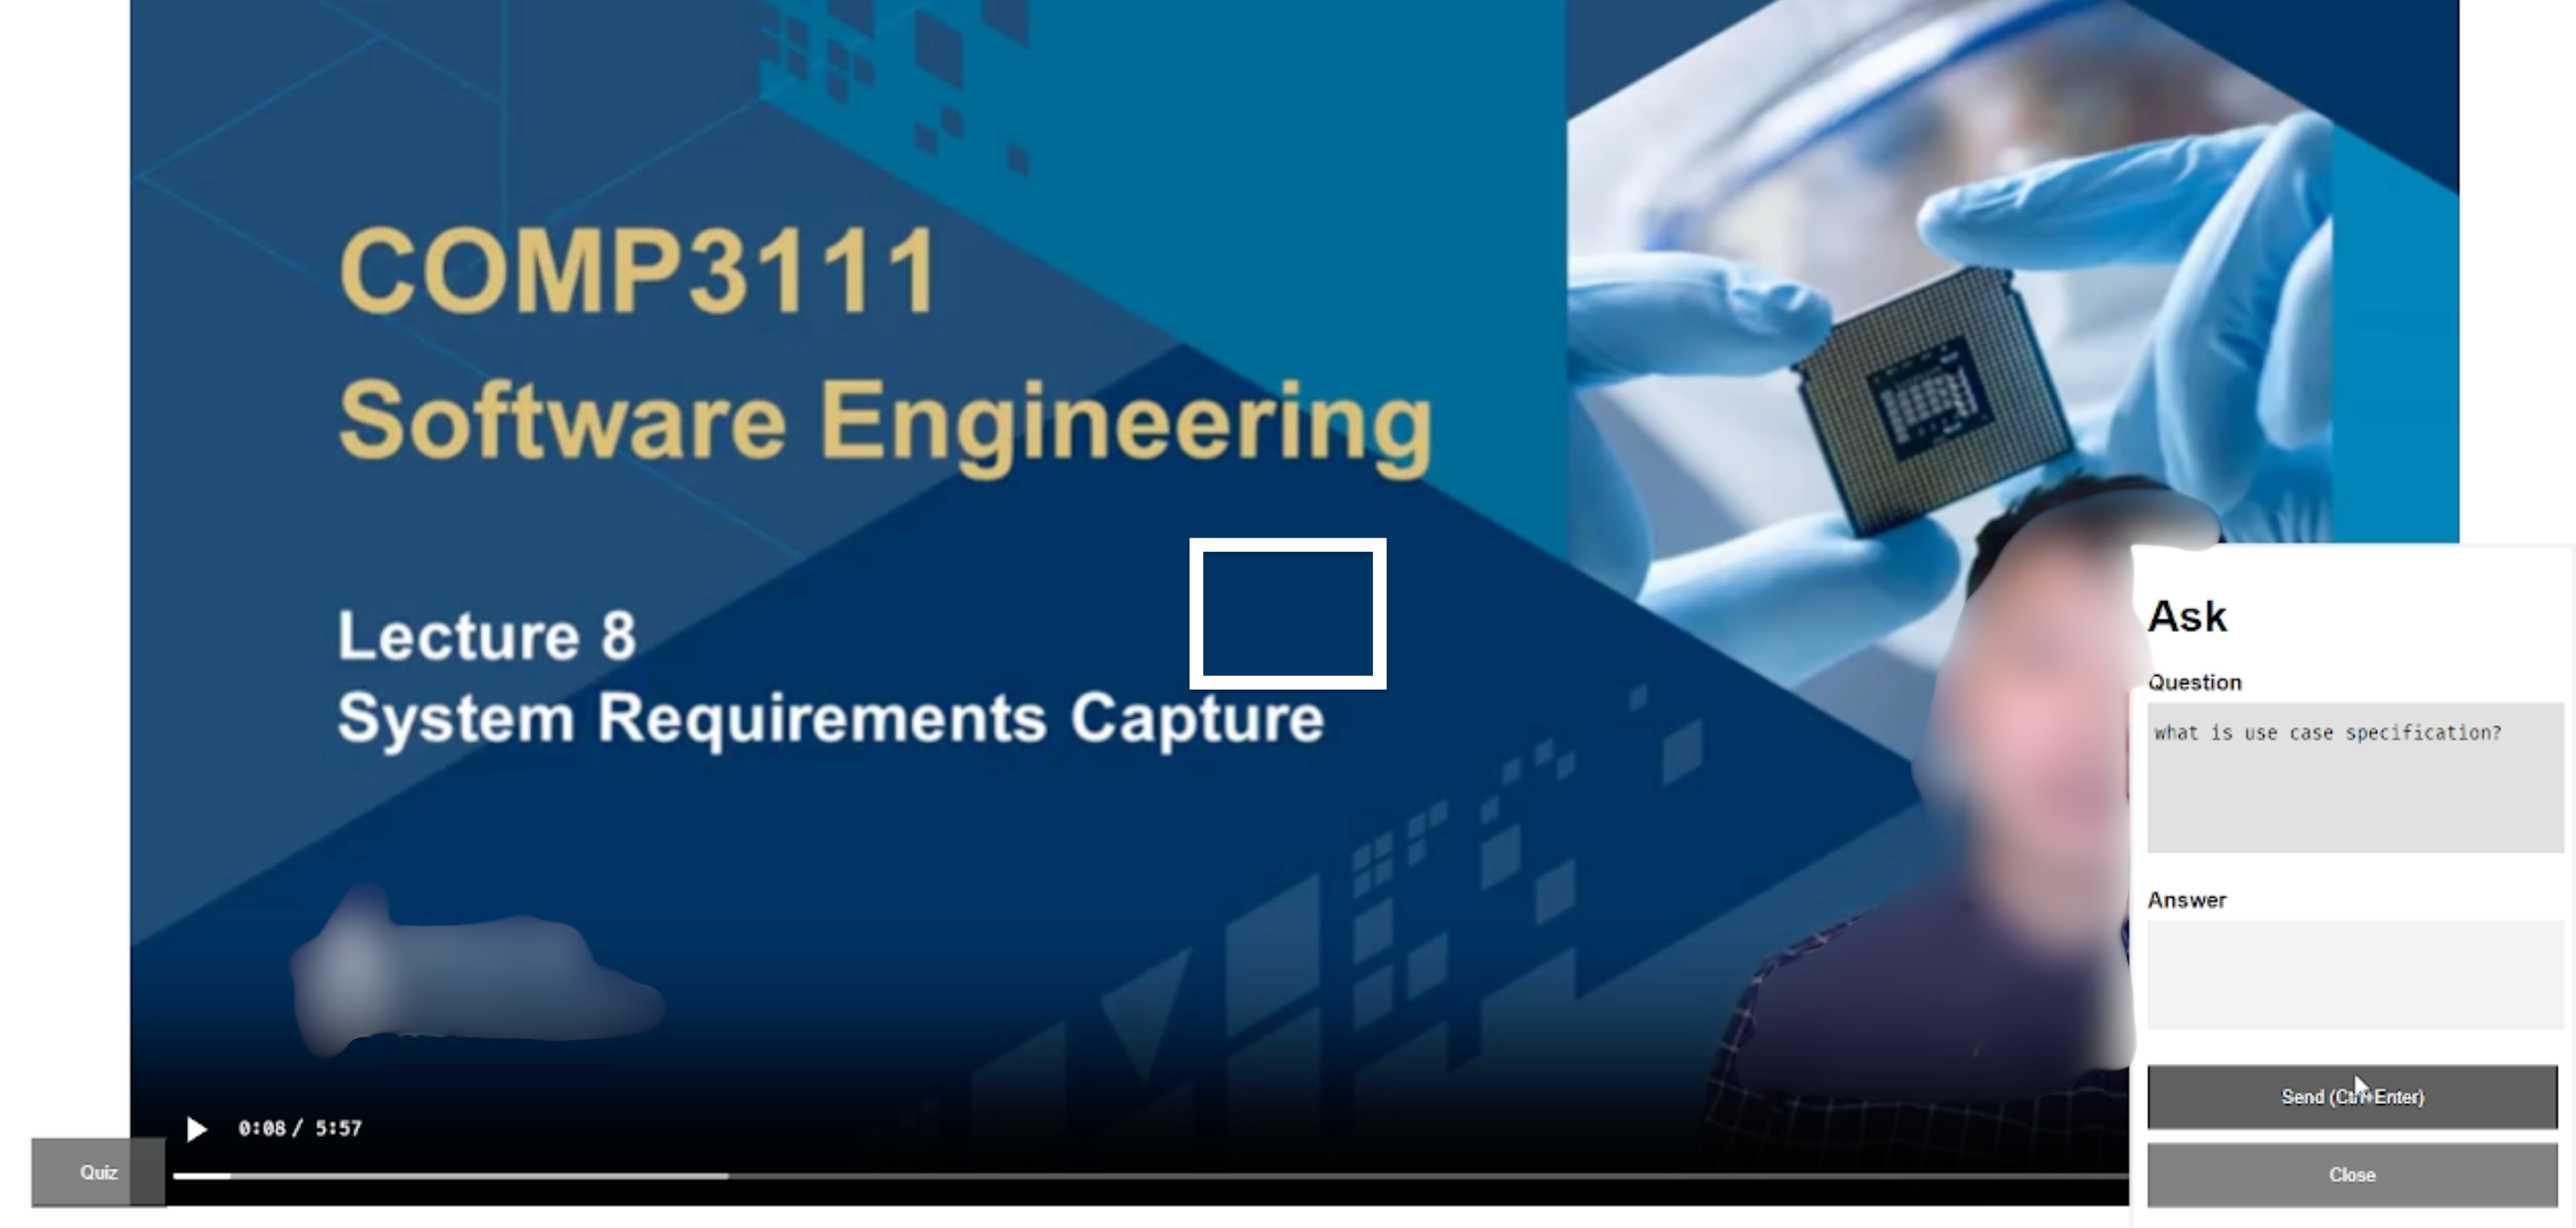 COMP3111
Software Engineering
Lecture 8
System Requirements Capture
0:08 / 5:57
Quiz
Ask
Question
what is use case specification?
Answer
Send (Ctrl+Enter)
Close